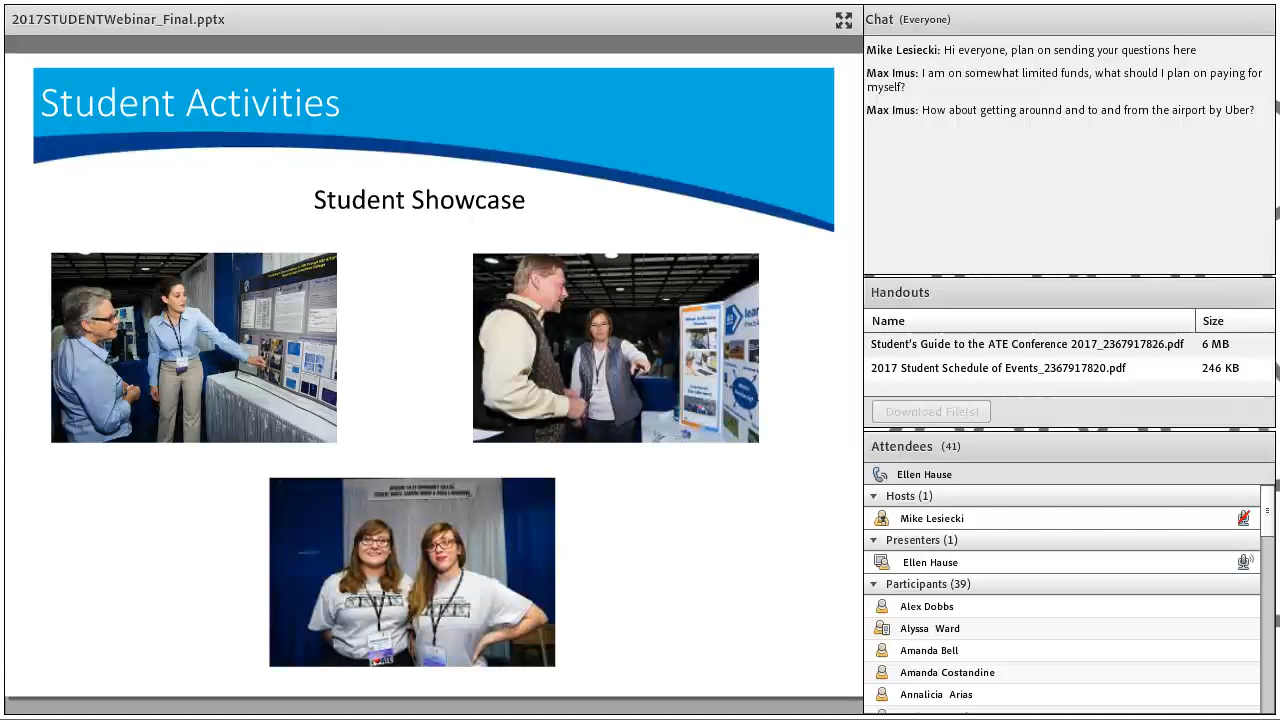 2017STUDENTWebinar_Final.pptx
Student Activities
Student Showcase
Chat (Everyone)
Mike Lesiecki: Hi everyone, plan on sending your questions here
Max Imus: I am on somewhat limited funds, what should I plan on paying for
myself?
Max Imus: How about getting arounnd and to and from the airport by Uber?
Handouts
Name Size
Student's Guide to the ATE Conference 2017_2367917826.pdf 6 MB
2017 Student Schedule of Events_2367917820.pdf 246 KB
Download File(s)
Attendees (41)
Ellen Hause
Hosts (1)
Mike Lesiecki
Presenters (1)
Ellen Hause
Participants (39)
Alex Dobbs
Alyssa Ward
Amanda Bell
Amanda Costandine
Annalicia Arias